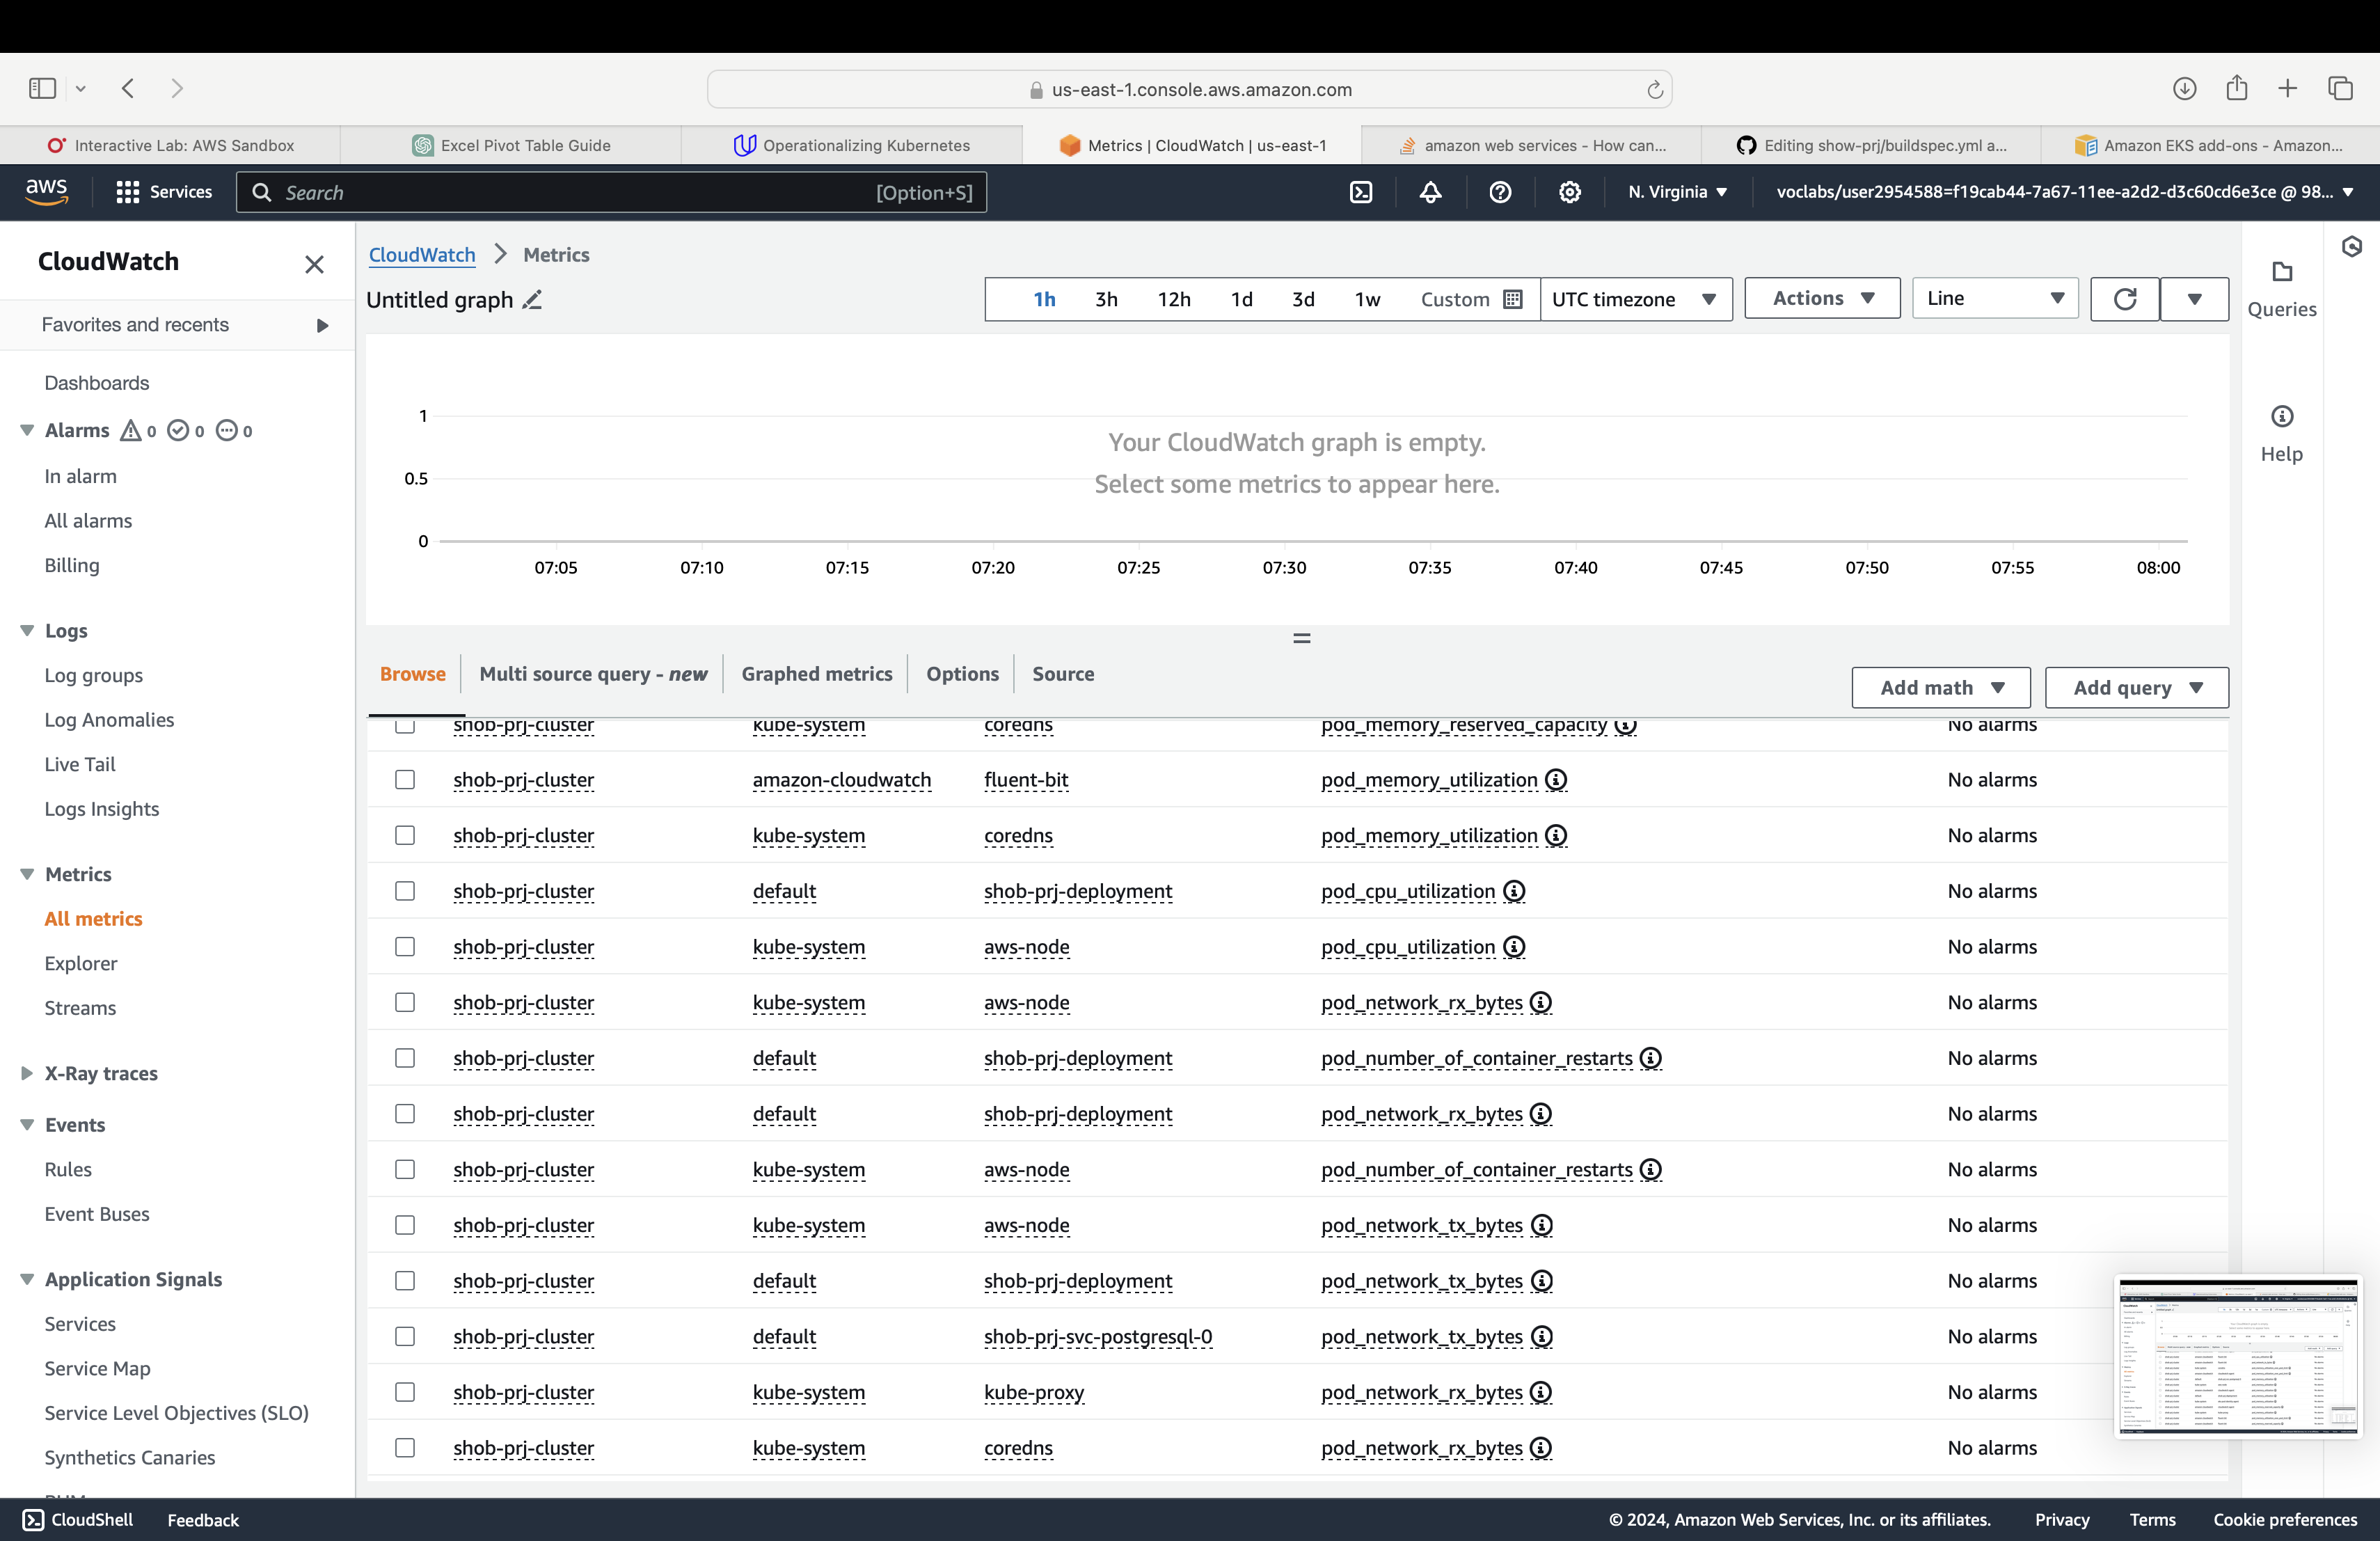 us-east-1.console.aws.amazon.com
Interactive Lab: AWS Sandbox
Excel Pivot Table Guide
Operationalizing Kubernetes
Metrics | CloudWatch | us-east-1
amazon web services - How can...
Editing show-prj/buildspec.yml a...
Amazon EKS add-ons - Amazon...
aws Services Search [Option+S] N. Virginia voclabs/user2954588=f19cab44-7a67-11ee-a2d2-d3c60cd6e3ce @ 98...
CloudWatch
Favorites and recents
Dashboards
Alarms 0 0 0
In alarm
All alarms
Billing
Logs
Log groups
Log Anomalies
Live Tail
Logs Insights
Metrics
All metrics
Explorer
Streams
X-Ray traces
Events
Rules
Event Buses
Application Signals
Services
Service Map
Service Level Objectives (SLO)
Synthetics Canaries
CloudWatch Metrics
Untitled graph
1h 3h 12h 1d 3d 1w Custom UTC timezone Actions Line
Queries
Help
1
0.5
0
Your CloudWatch graph is empty.
Select some metrics to appear here.
07:05 07:10 07:15 07:20 07:25 07:30 07:35 07:40 07:45 07:50 07:55 08:00
Browse Multi source query - new Graphed metrics Options Source Add math Add query
shob-prj-cluster kube-system coredns pod_memory_reserved_capacity No alarms
shob-prj-cluster amazon-cloudwatch fluent-bit pod_memory_utilization No alarms
shob-prj-cluster kube-system coredns pod_memory_utilization No alarms
shob-prj-cluster default shob-prj-deployment pod_cpu_utilization No alarms
shob-prj-cluster kube-system aws-node pod_cpu_utilization No alarms
shob-prj-cluster kube-system aws-node pod_network_rx_bytes No alarms
shob-prj-cluster default shob-prj-deployment pod_number_of_container_restarts No alarms
shob-prj-cluster default shob-prj-deployment pod_network_rx_bytes No alarms
shob-prj-cluster kube-system aws-node pod_number_of_container_restarts No alarms
shob-prj-cluster kube-system aws-node pod_network_tx_bytes No alarms
shob-prj-cluster default shob-prj-deployment pod_network_tx_bytes No alarms
shob-prj-cluster default shob-prj-svc-postgresql-0 pod_network_tx_bytes No alarms
shob-prj-cluster kube-system kube-proxy pod_network_rx_bytes No alarms
shob-prj-cluster kube-system coredns pod_network_rx_bytes No alarms
CloudShell Feedback © 2024, Amazon Web Services, Inc. or its affiliates. Privacy Terms Cookie preferences